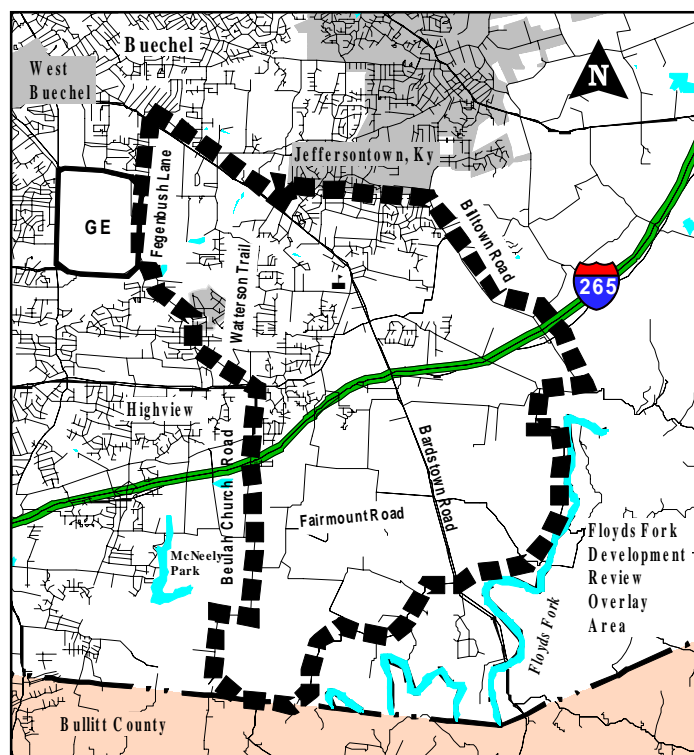 Buechel
West
Buechel
N
Jeffersontown, Ky
GE
Fegenbush Lane
Watterson Trail
Billtown Road
265
Highview
Beulah Church Road
Bardstown Road
Fairmount Road
McNeely
Park
Floyds Fork
Development
Review
Overlay
Area
Floyds Fork
Bullitt County